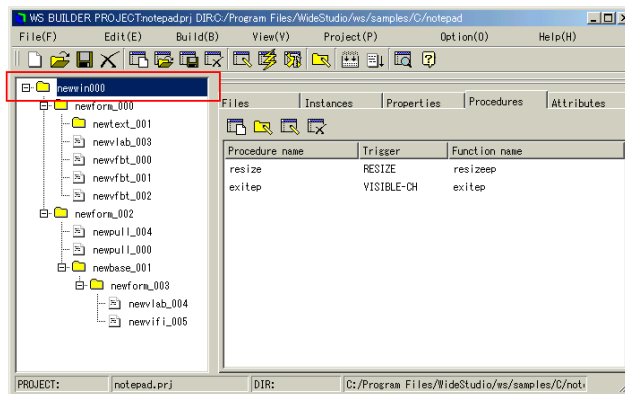 WS BUILDER PROJECT:notepad.prj DIRC:/Program Files/WideStudio/ws/samples/C/notepad
File(F) Edit(E) Build(B) View(V) Project(P) Option(O) Help(H)
newwin000
newform_000
newtext_001
newvlab_003
newvfbt_000
newvfbt_001
newvfbt_002
newform_002
newpull_004
newpull_000
newbase_001
newform_003
newvlab_004
newvifi_005
Files Instances Properties Procedures Attributes
Procedure name Trigger Function name
resize RESIZE resizeep
exitep VISIBLE-CH exitep
PROJECT: notepad.prj DIR: C:/Program Files/WideStudio/ws/samples/C/not